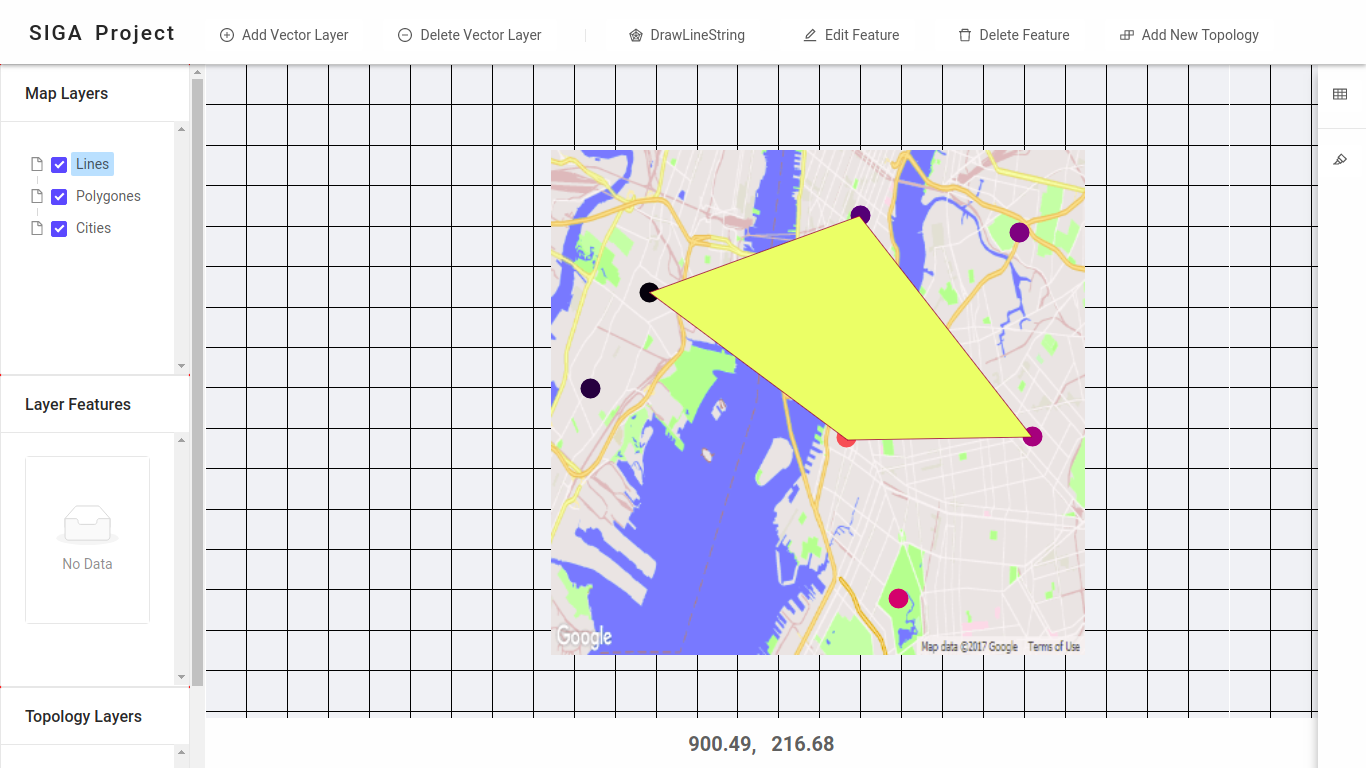 SIGA Project
Add Vector Layer
Delete Vector Layer
DrawLineString
Edit Feature
Delete Feature
Add New Topology
Map Layers
Lines
Polygones
Cities
Layer Features
No Data
Topology Layers
Google
Map data ©2017 Google Terms of Use
900.49, 216.68